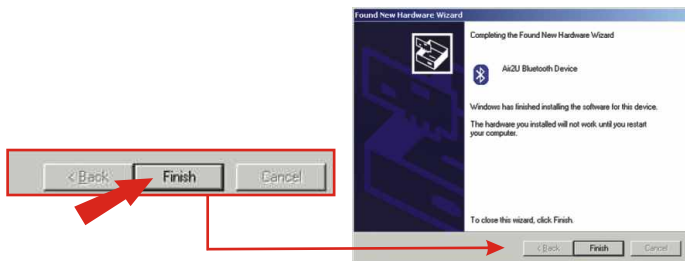 Found New Hardware Wizard
Completing the Found New Hardware Wizard
Air2U Bluetooth Device
Windows has finished installing the software for this device.
The hardware you installed will not work until you restart
your computer.
To close this wizard, click Finish.
< Back Finish Cancel
< Back Finish Cancel